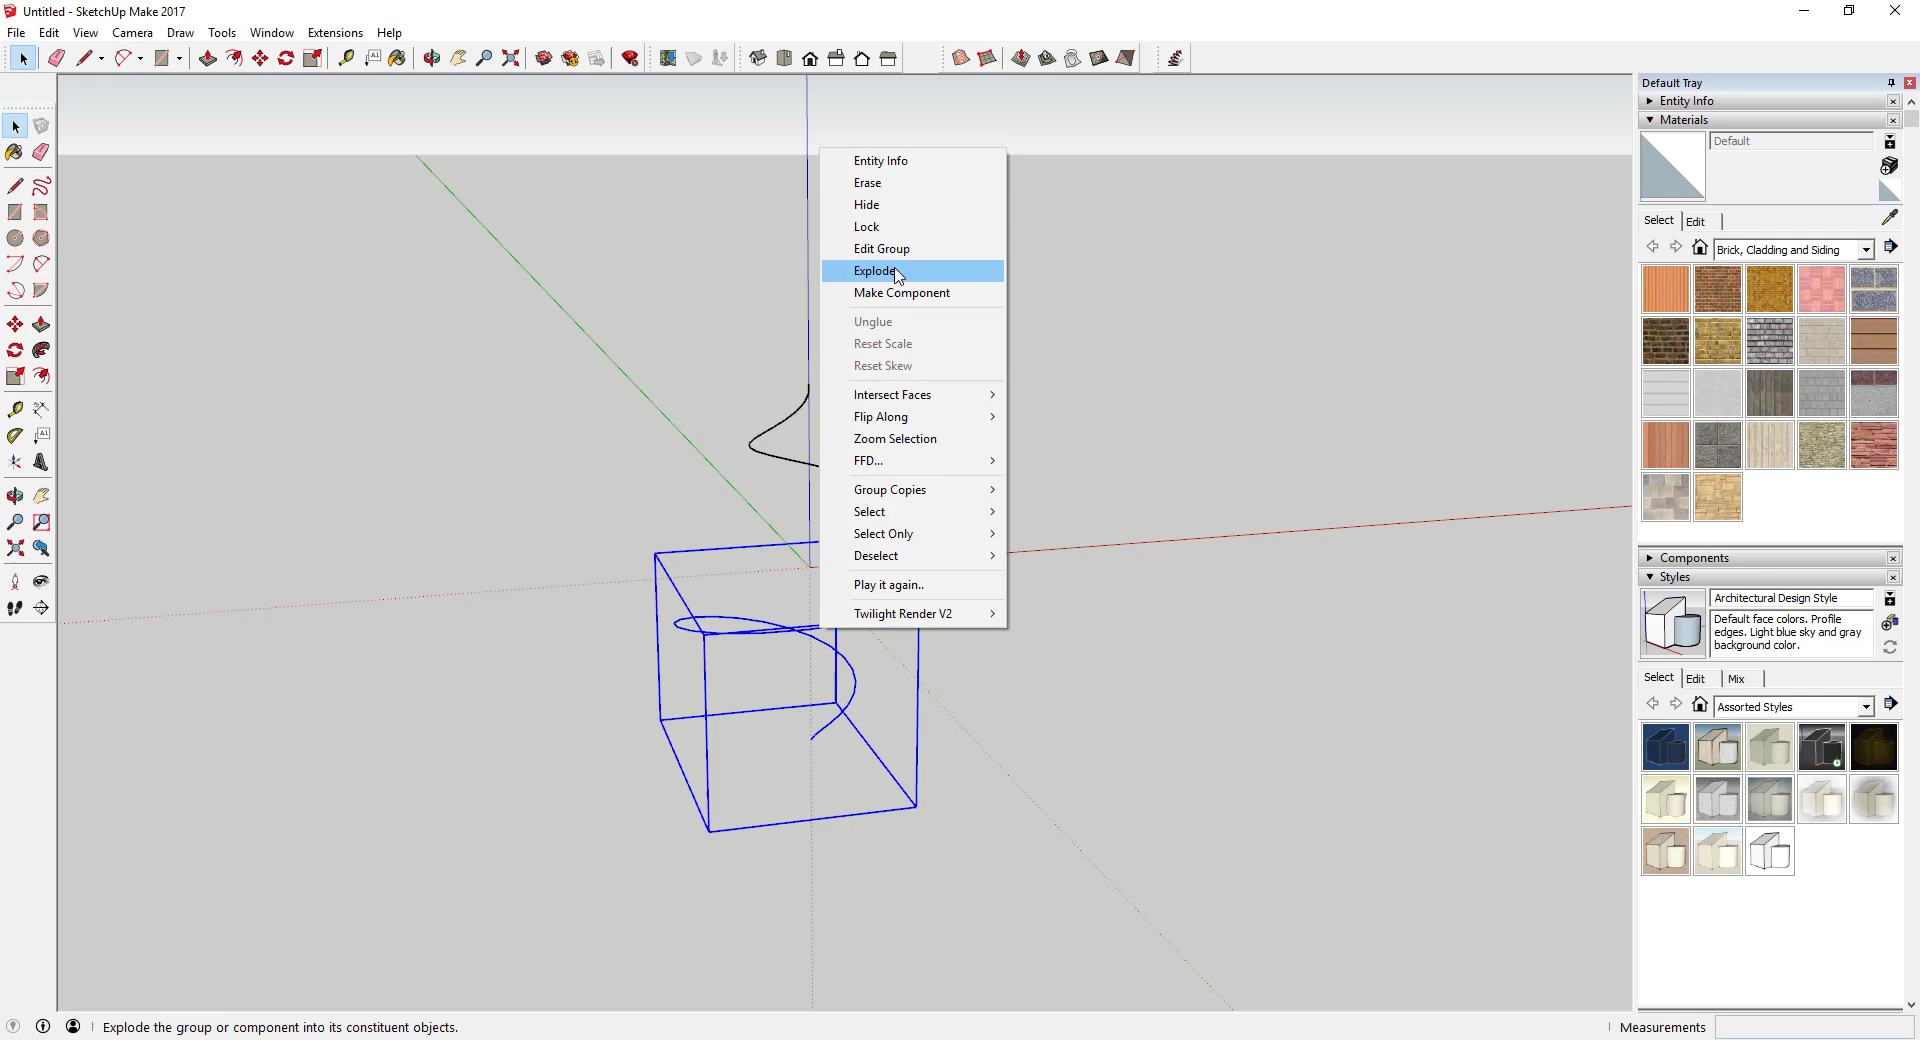 Untitled - SketchUp Make 2017
File Edit View Camera Draw Tools Window Extensions Help
Default Tray
Entity Info
Materials
Default
Select Edit
Brick, Cladding and Siding
Entity Info
Erase
Hide
Lock
Edit Group
Explode
Make Component
Unglue
Reset Scale
Reset Skew
Intersect Faces
Flip Along
Zoom Selection
FFD...
Group Copies
Select
Select Only
Deselect
Play it again..
Twilight Render V2
Components
Styles
Architectural Design Style
Default face colors. Profile
edges. Light blue sky and gray
background color.
Select Edit Mix
Assorted Styles
Explode the group or component into its constituent objects.
Measurements